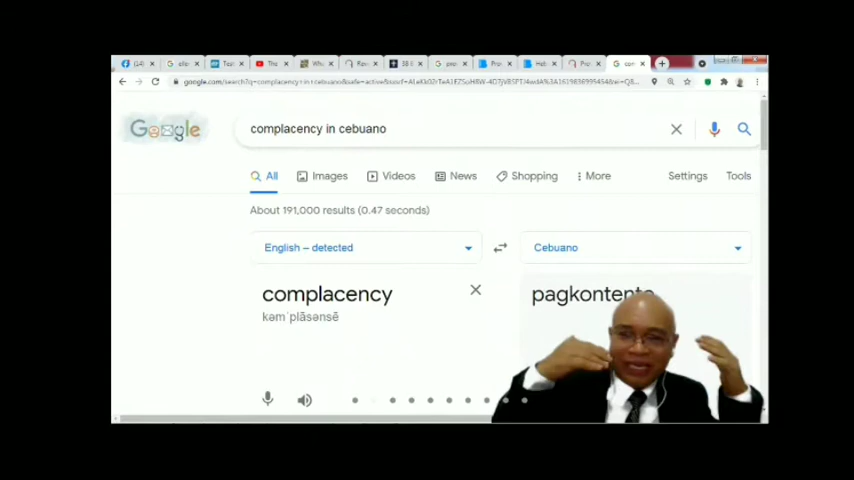 complacency in cebuano
All Images Videos News Shopping More Settings Tools
About 191,000 results (0.47 seconds)
English – detected Cebuano
complacency pagkontento
kəmˈplāsənsē